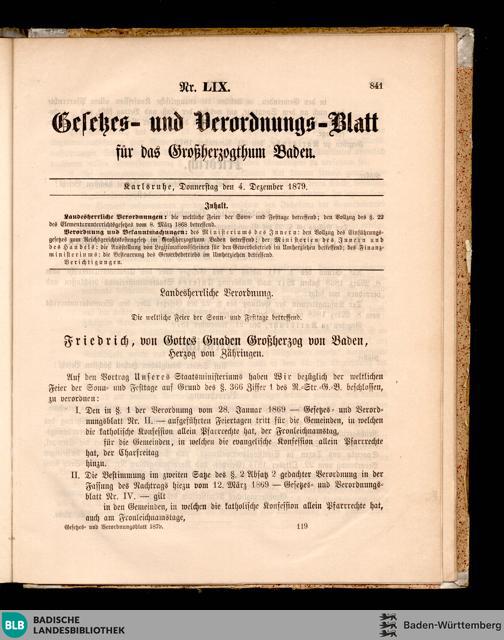 Nr. LIX.
841
Gesetzes- und Verordnungs-Blatt
für das Großherzogthum Baden.
Karlsruhe, Donnerstag den 4. Dezember 1879.
Inhalt.
Landesherrliche Verordnungen: die weltliche Feier der Sonn- und Festtage betreffend; den Vollzug des §. 22
des Elementarunterrichtsgesetzes vom 8. März 1868 betreffend.
Verordnung und Bekanntmachungen: des Ministeriums des Innern: den Vollzug des Einführungs-
gesetzes zum Reichsgerichtskostengesetz im Großherzogthum Baden betreffend; der Ministerien des Innern und
des Handels: die Ausstellung von Legitimationsscheinen für den Gewerbebetrieb im Umherziehen betreffend; des Finanz-
ministeriums: die Besteuerung des Gewerbebetriebs im Umherziehen betreffend.
Berichtigungen.
Landesherrliche Verordnung.
Die weltliche Feier der Sonn- und Festtage betreffend.
Friedrich, von Gottes Gnaden Großherzog von Baden,
Herzog von Zähringen.
Auf den Vortrag Unseres Staatsministeriums haben Wir bezüglich der weltlichen
Feier der Sonn- und Festtage auf Grund des §. 366 Ziffer 1 des R.-Str.-G.-B. beschlossen,
zu verordnen:
I. Den in §. 1 der Verordnung vom 28. Januar 1869 — Gesetzes- und Verord-
nungsblatt Nr. II. — aufgeführten Feiertagen tritt für die Gemeinden, in welchen
die katholische Konfession allein Pfarrrechte hat, der Fronleichnamstag,
für die Gemeinden, in welchen die evangelische Konfession allein Pfarrrechte
hat, der Charfreitag
hinzu.
II. Die Bestimmung im zweiten Satze des §. 2 Absatz 2 gedachter Verordnung in der
Fassung des Nachtrags hiezu vom 12. März 1869 — Gesetzes- und Verordnungs-
blatt Nr. IV. — gilt
in den Gemeinden, in welchen die katholische Konfession allein Pfarrrechte hat,
auch am Fronleichnamstage,
Gesetzes- und Verordnungsblatt 1879.
119
BLB
BADISCHE
LANDESBIBLIOTHEK
Baden-Württemberg